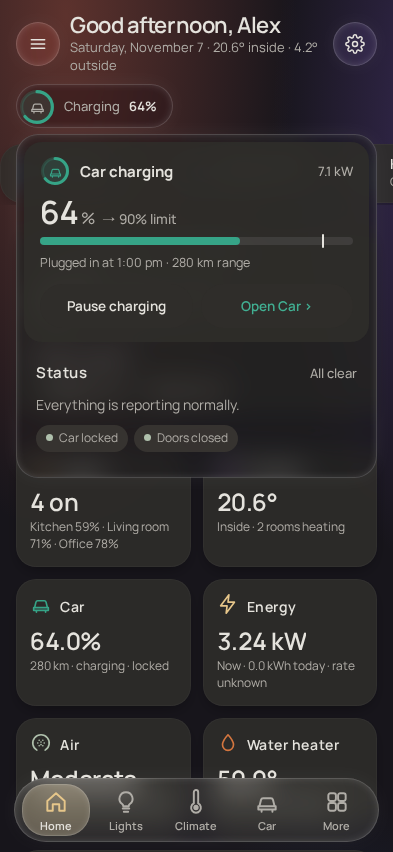 Good afternoon, Alex
Saturday, November 7 · 20.6° inside · 4.2°
outside
Charging 64%
Car charging 7.1 kW
64 % → 90% limit
Plugged in at 1:00 pm · 280 km range
Pause charging Open Car ›
Status All clear
Everything is reporting normally.
Car locked Doors closed
4 on
Kitchen 59% · Living room
71% · Office 78%
20.6°
Inside · 2 rooms heating
Car
64.0%
280 km · charging · locked
Energy
3.24 kW
Now · 0.0 kWh today · rate
unknown
Air
Moderate
Water heater
Home Lights Climate Car More